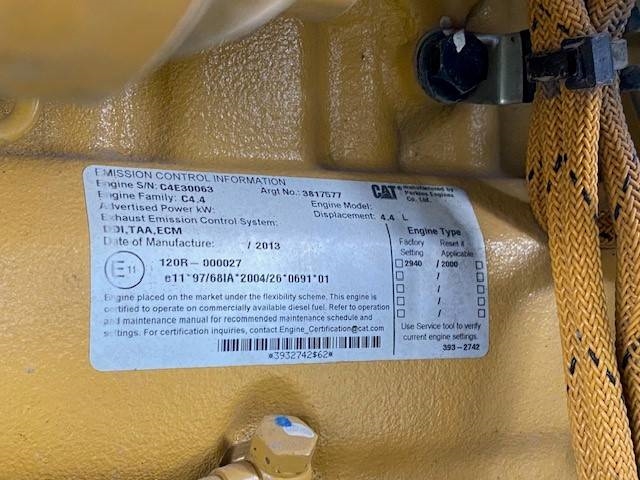 EMISSION CONTROL INFORMATION
Engine S/N: C4E30063 Argt No.: 3817577
CAT manufactured by Perkins Engines Co. Ltd.
Engine Family: C4.4 Engine Model:
Advertised Power kW: Displacement: 4.4 L
Exhaust Emission Control System:
DDI,TAA,ECM
Date of Manufacture: / 2013
E11 120R-000027
e11*97/68IA*2004/26*0691*01
Engine placed on the market under the flexibility scheme. This engine is
certified to operate on commercially available diesel fuel. Refer to operation
and maintenance manual for recommended maintenance schedule and
settings. For certification inquiries, contact Engine_Certification@cat.com
*3932742$62*
Engine Type
Factory Setting Reset if Applicable
2940 / 2000
/
/
/
/
Use Service tool to verify
current engine settings.
393-2742